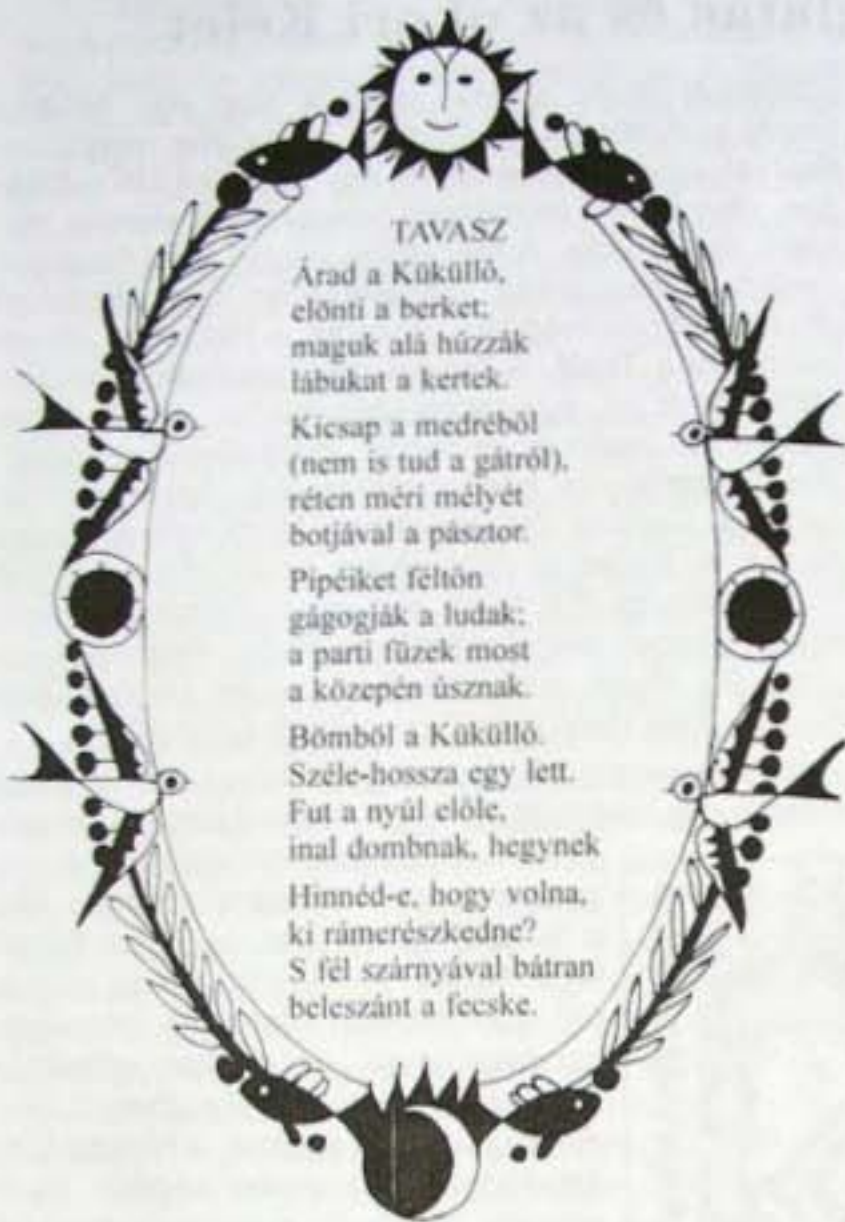 TAVASZ
Árad a Küküllő,
elönti a berket;
maguk alá húzzák
lábukat a kertek.
Kicsap a medréből
(nem is tud a gátról),
réten méri mélyét
botjával a pásztor.
Pipéiket féltőn
gágogják a ludak;
a parti füzek most
a közepén úsznak.
Bömböl a Küküllő.
Széle-hossza egy lett.
Fut a nyúl előle,
inal dombnak, hegynek
Hinnéd-e, hogy volna,
ki rámerészkedne?
S fél szárnyával bátran
beleszánt a fecske.